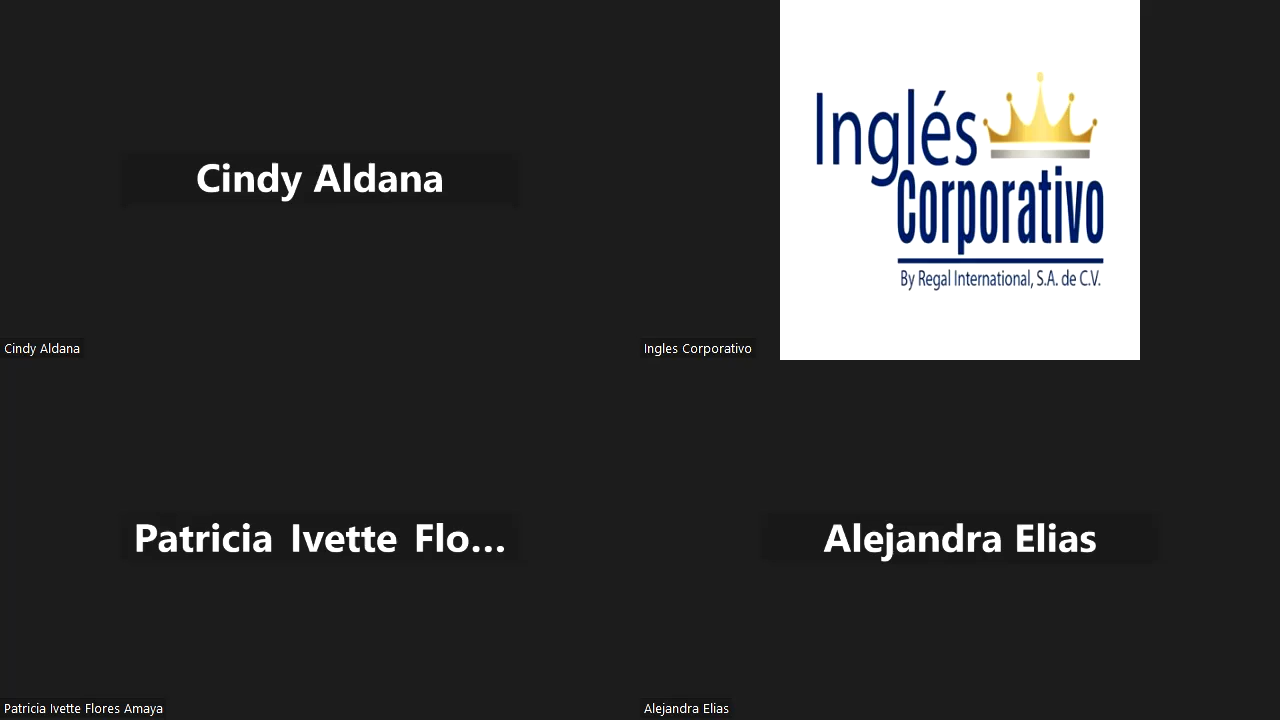 Cindy Aldana
Cindy Aldana
Inglés
Corporativo
By Regal International, S.A. de C.V.
Ingles Corporativo
Patricia Ivette Flo...
Patricia Ivette Flores Amaya
Alejandra Elias
Alejandra Elias